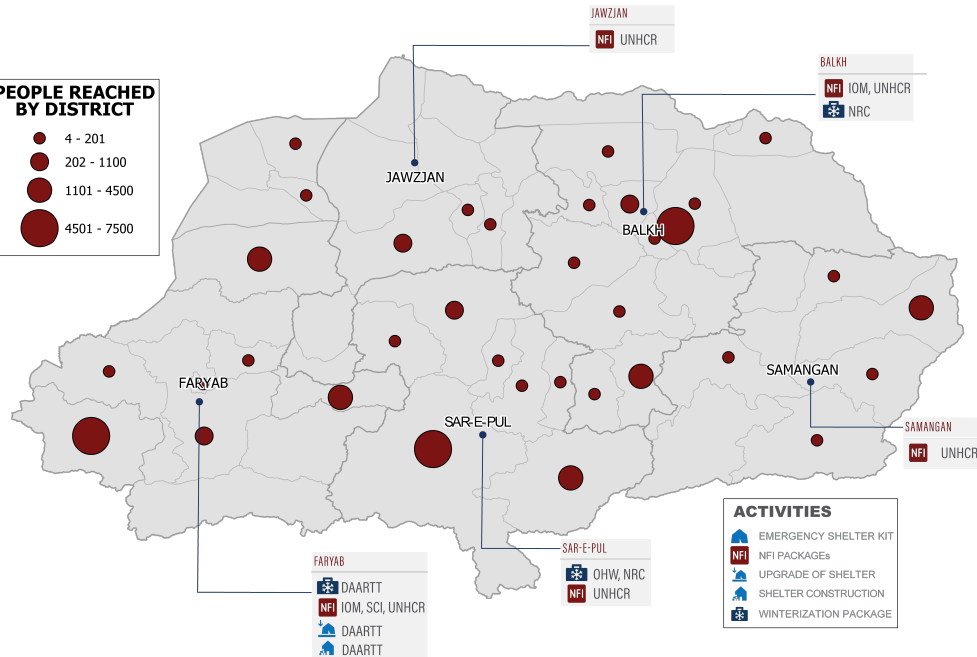 JAWZJAN
NFI UNHCR
BALKH
NFI IOM, UNHCR
NRC
PEOPLE REACHED
BY DISTRICT
4 - 201
202 - 1100
1101 - 4500
4501 - 7500
JAWZJAN
BALKH
FARYAB
SAMANGAN
SAR-E-PUL
SAMANGAN
NFI UNHCR
ACTIVITIES
EMERGENCY SHELTER KIT
NFI NFI PACKAGEs
UPGRADE OF SHELTER
SHELTER CONSTRUCTION
WINTERIZATION PACKAGE
SAR-E-PUL
OHW, NRC
NFI UNHCR
FARYAB
DAARTT
NFI IOM, SCI, UNHCR
DAARTT
DAARTT